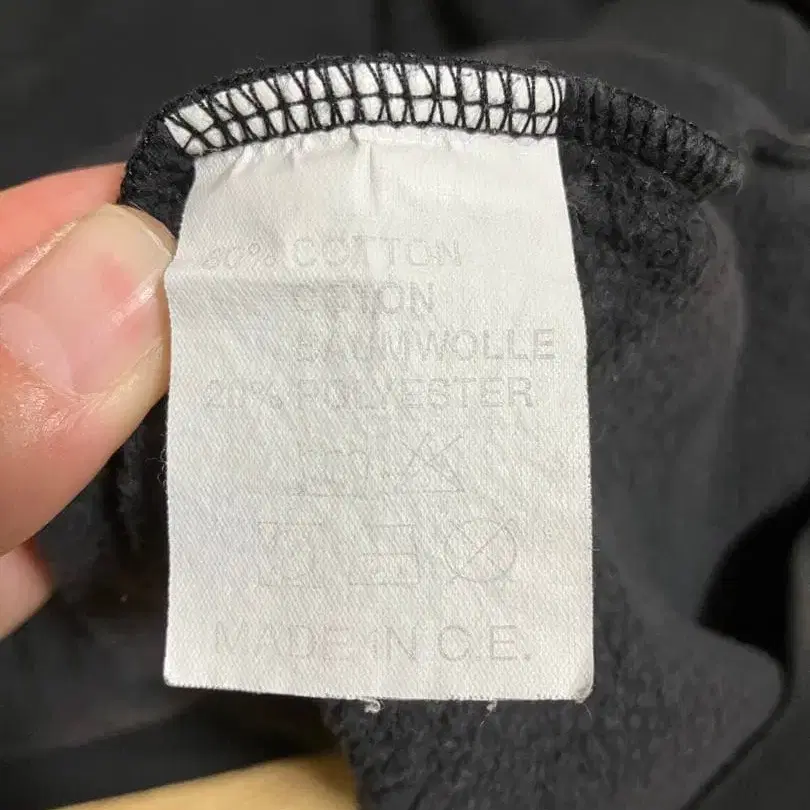 80% COTTON
COTON
BAUMWOLLE
20% POLYESTER
MADE IN C.E.